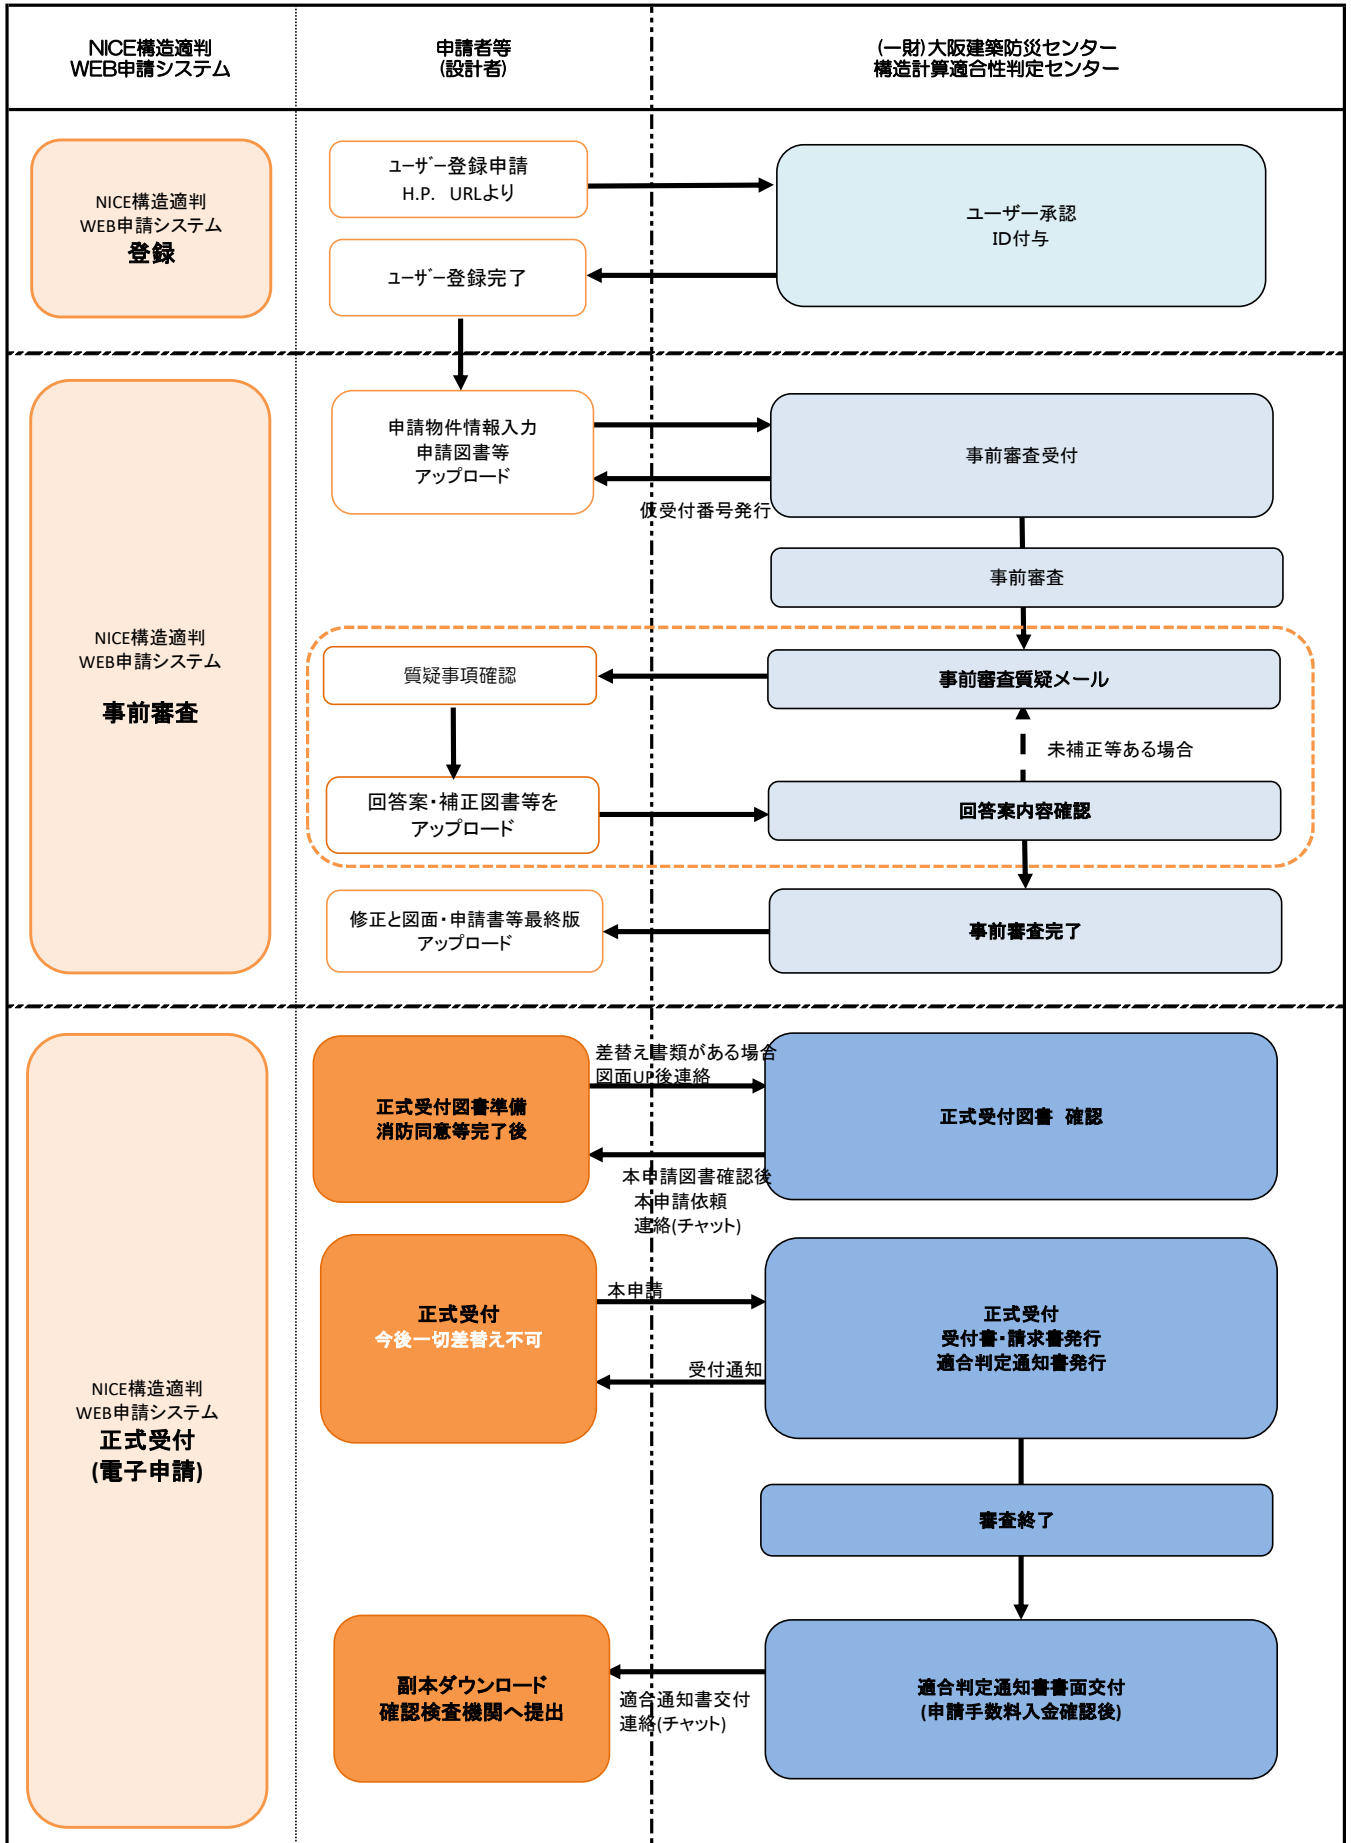 NICE構造適判
WEB申請システム
申請者等
(設計者)
(一財)大阪建築防災センター
構造計算適合性判定センター
NICE構造適判
WEB申請システム
登録
ユーザー登録申請
H.P. URLより
ユーザー承認
ID付与
ユーザー登録完了
NICE構造適判
WEB申請システム
事前審査
申請物件情報入力
申請図書等
アップロード
事前審査受付
仮受付番号発行
事前審査
質疑事項確認
事前審査質疑メール
未補正等ある場合
回答案・補正図書等を
アップロード
回答案内容確認
修正と図面・申請書等最終版
アップロード
事前審査完了
NICE構造適判
WEB申請システム
正式受付
(電子申請)
正式受付図書準備
消防同意等完了後
差替え書類がある場合
図面UP後連絡
正式受付図書 確認
本申請図書確認後
本申請依頼
連絡(チャット)
正式受付
今後一切差替え不可
本申請
受付通知
正式受付
受付書・請求書発行
適合判定通知書発行
審査終了
副本ダウンロード
確認検査機関へ提出
適合通知書交付
連絡(チャット)
適合判定通知書書面交付
(申請手数料入金確認後)